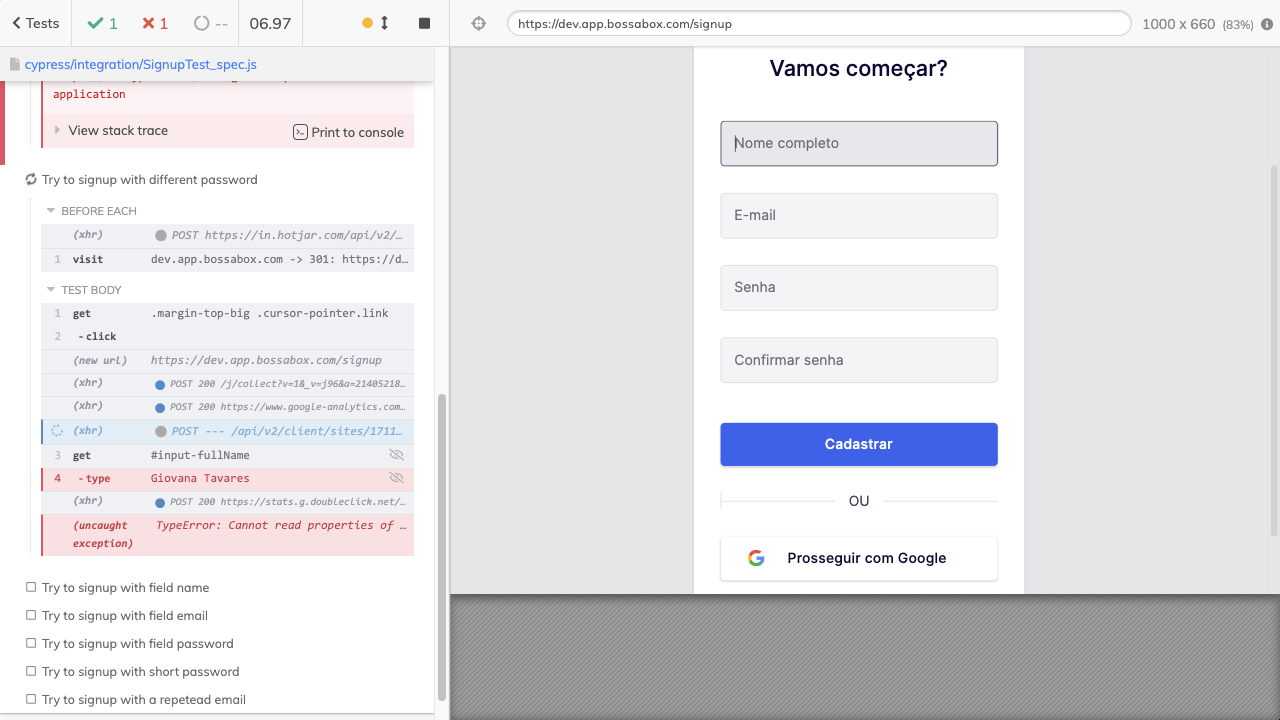 Tests
1
1
--
06.97
https://dev.app.bossabox.com/signup
1000 x 660 (83%)
cypress/integration/SignupTest_spec.js
application
View stack trace
Print to console
Try to signup with different password
BEFORE EACH
(xhr) POST https://in.hotjar.com/api/v2/…
1 visit dev.app.bossabox.com -> 301: https://d…
TEST BODY
1 get .margin-top-big .cursor-pointer.link
2 -click
(new url) https://dev.app.bossabox.com/signup
(xhr) POST 200 /j/collect?v=1&_v=j96&a=21405218…
(xhr) POST 200 https://www.google-analytics.com…
(xhr) POST --- /api/v2/client/sites/1711…
3 get #input-fullName
4 -type Giovana Tavares
(xhr) POST 200 https://stats.g.doubleclick.net/…
(uncaught exception) TypeError: Cannot read properties of …
Try to signup with field name
Try to signup with field email
Try to signup with field password
Try to signup with short password
Try to signup with a repetead email
Vamos começar?
Nome completo
E-mail
Senha
Confirmar senha
Cadastrar
OU
Prosseguir com Google